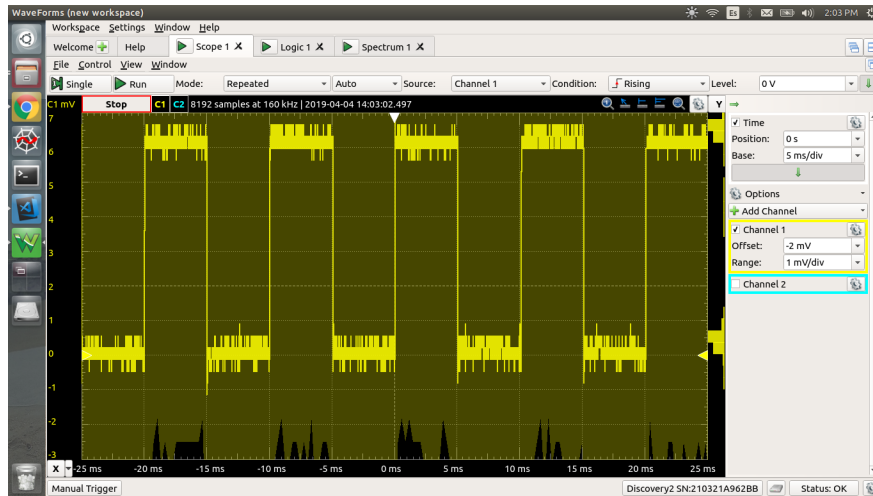 WaveForms (new workspace)
Es
2:03 PM
Workspace Settings Window Help
Welcome Help Scope 1 X Logic 1 X Spectrum 1 X
File Control View Window
Single Run Mode: Repeated Auto Source: Channel 1 Condition: Rising Level: 0 V
C1 mV Stop C1 C2 8192 samples at 160 kHz | 2019-04-04 14:03:02.497 Y
7
6
5
4
3
2
1
0
-1
-2
-3
X -25 ms -20 ms -15 ms -10 ms -5 ms 0 ms 5 ms 10 ms 15 ms 20 ms 25 ms
Time
Position: 0 s
Base: 5 ms/div
Options
Add Channel
Channel 1
Offset: -2 mV
Range: 1 mV/div
Channel 2
Manual Trigger Discovery2 SN:210321A962BB Status: OK